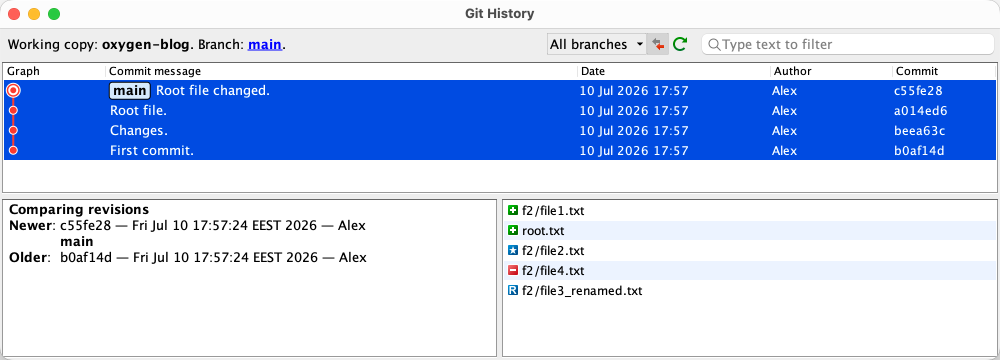 Git History
Working copy: oxygen-blog. Branch: main.
All branches
Type text to filter
Graph Commit message Date Author Commit
main Root file changed. 10 Jul 2026 17:57 Alex c55fe28
Root file. 10 Jul 2026 17:57 Alex a014ed6
Changes. 10 Jul 2026 17:57 Alex beea63c
First commit. 10 Jul 2026 17:57 Alex b0af14d
Comparing revisions
Newer: c55fe28 — Fri Jul 10 17:57:24 EEST 2026 — Alex
main
Older: b0af14d — Fri Jul 10 17:57:24 EEST 2026 — Alex
f2/file1.txt
root.txt
f2/file2.txt
f2/file4.txt
R f2/file3_renamed.txt